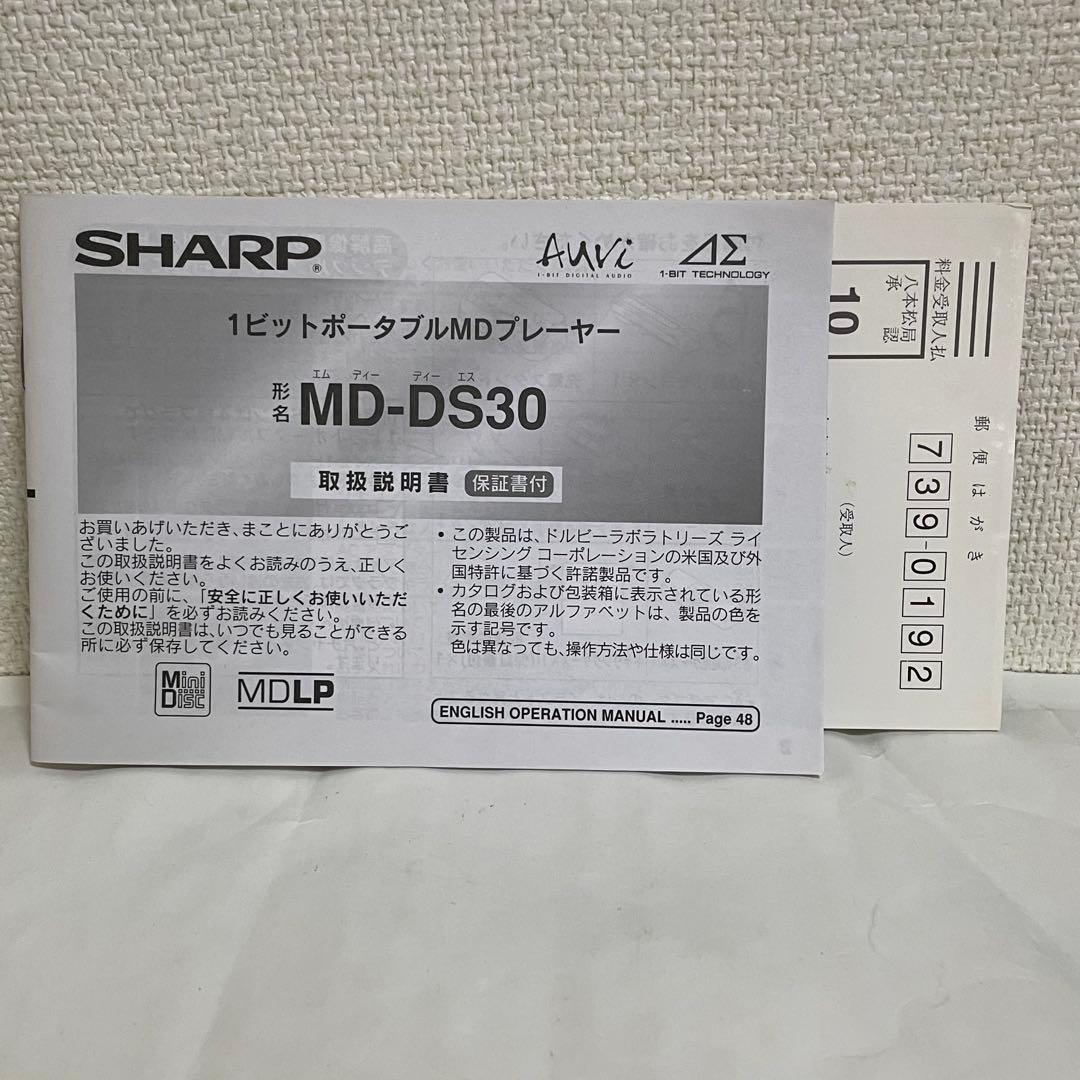 SHARP®
Auvi
1-BIT DIGITAL AUDIO
ΔΣ
1-BIT TECHNOLOGY
1ビットポータブルMDプレーヤー
エム ディー ディー エス
形名 MD-DS30
取扱説明書 保証書付
お買いあげいただき、まことにありがとうご
ざいました。
この取扱説明書をよくお読みのうえ、正しく
お使いください。
ご使用の前に、「安全に正しくお使いいただ
くために」を必ずお読みください。
この取扱説明書は、いつでも見ることができる
所に必ず保存してください。
• この製品は、ドルビーラボラトリーズ ライ
センシング コーポレーションの米国及び外
国特許に基づく許諾製品です。
• カタログおよび包装箱に表示されている形
名の最後のアルファベットは、製品の色を
示す記号です。
色は異なっても、操作方法や仕様は同じです。
Mini
Disc
MDLP
ENGLISH OPERATION MANUAL ..... Page 48
料金受取人払
八本松局
承認
10
郵便はがき
739-0192
(受取人)